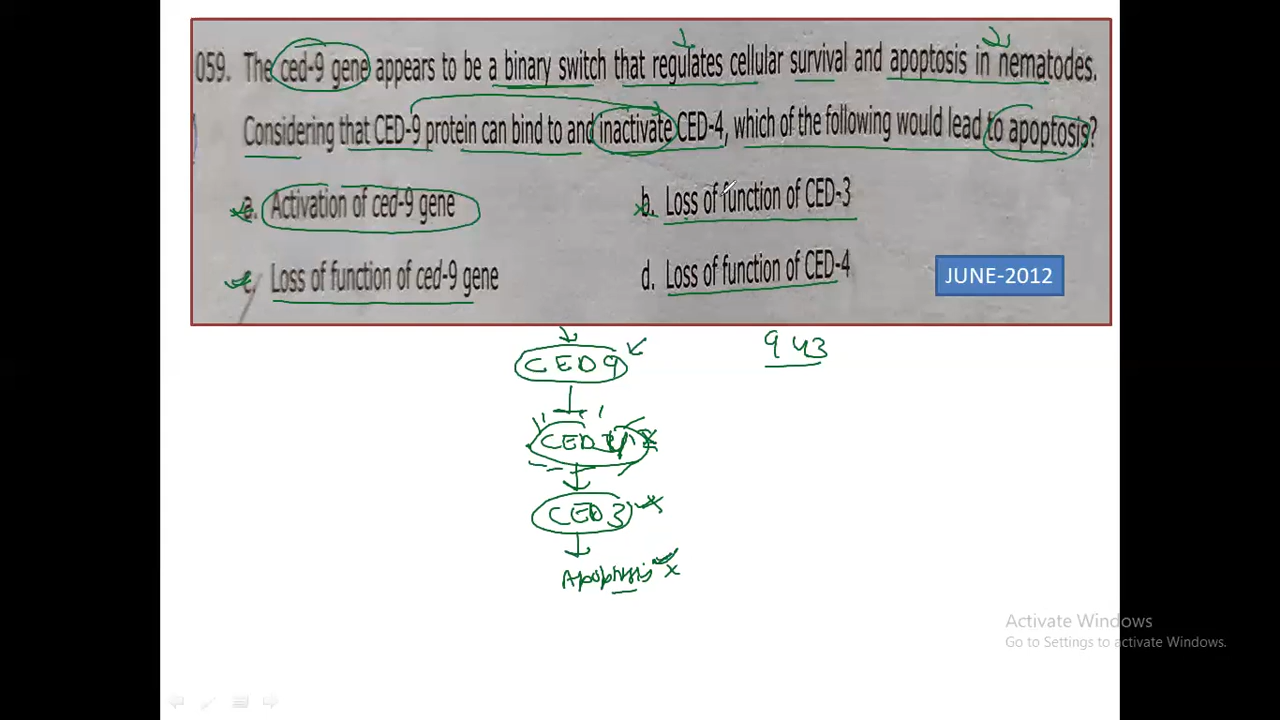 059. The ced-9 gene appears to be a binary switch that regulates cellular survival and apoptosis in nematodes.
Considering that CED-9 protein can bind to and inactivate CED-4, which of the following would lead to apoptosis?
a. Activation of ced-9 gene
b. Loss of function of CED-3
c. Loss of function of ced-9 gene
d. Loss of function of CED-4
JUNE-2012
CED9
943
CED
CED3
Apoptosis
Activate Windows
Go to Settings to activate Windows.